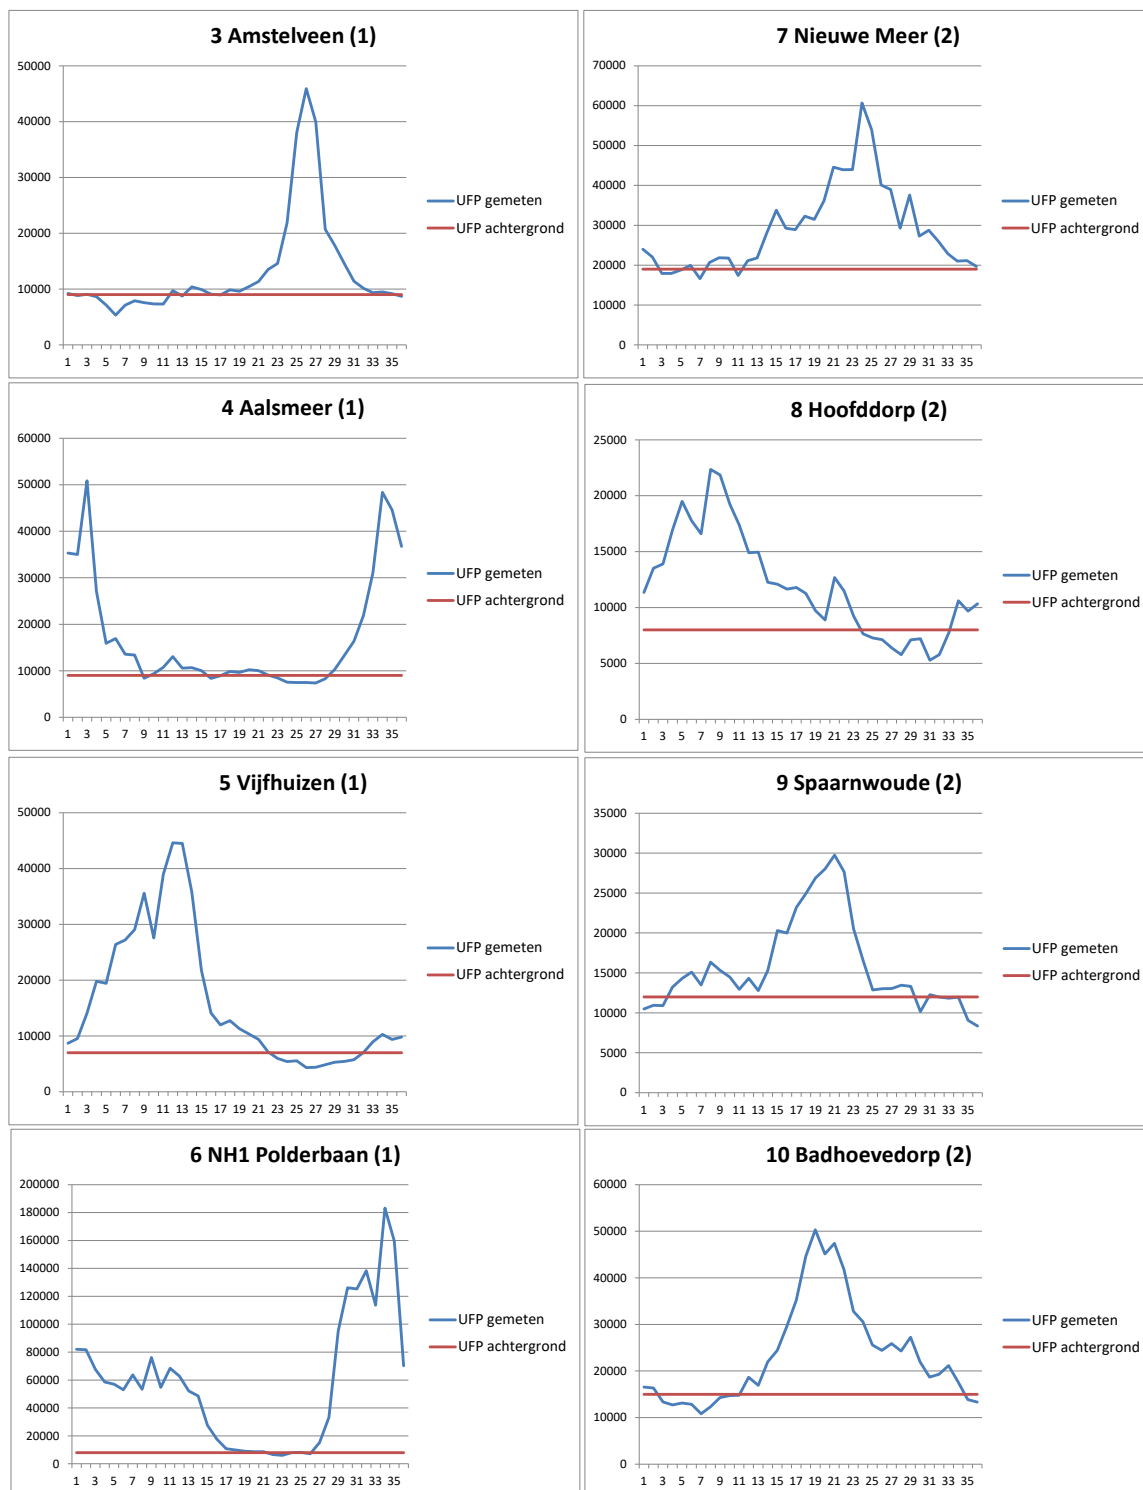 3 Amstelveen (1)
50000
40000
30000
20000
10000
0
1 3 5 7 9 11 13 15 17 19 21 23 25 27 29 31 33 35
UFP gemeten
UFP achtergrond
7 Nieuwe Meer (2)
70000
60000
50000
40000
30000
20000
10000
0
1 3 5 7 9 11 13 15 17 19 21 23 25 27 29 31 33 35
UFP gemeten
UFP achtergrond
4 Aalsmeer (1)
60000
50000
40000
30000
20000
10000
0
1 3 5 7 9 11 13 15 17 19 21 23 25 27 29 31 33 35
UFP gemeten
UFP achtergrond
8 Hoofddorp (2)
25000
20000
15000
10000
5000
0
1 3 5 7 9 11 13 15 17 19 21 23 25 27 29 31 33 35
UFP gemeten
UFP achtergrond
5 Vijfhuizen (1)
50000
40000
30000
20000
10000
0
1 3 5 7 9 11 13 15 17 19 21 23 25 27 29 31 33 35
UFP gemeten
UFP achtergrond
9 Spaarnwoude (2)
35000
30000
25000
20000
15000
10000
5000
0
1 3 5 7 9 11 13 15 17 19 21 23 25 27 29 31 33 35
UFP gemeten
UFP achtergrond
6 NH1 Polderbaan (1)
200000
180000
160000
140000
120000
100000
80000
60000
40000
20000
0
1 3 5 7 9 11 13 15 17 19 21 23 25 27 29 31 33 35
UFP gemeten
UFP achtergrond
10 Badhoevedorp (2)
60000
50000
40000
30000
20000
10000
0
1 3 5 7 9 11 13 15 17 19 21 23 25 27 29 31 33 35
UFP gemeten
UFP achtergrond